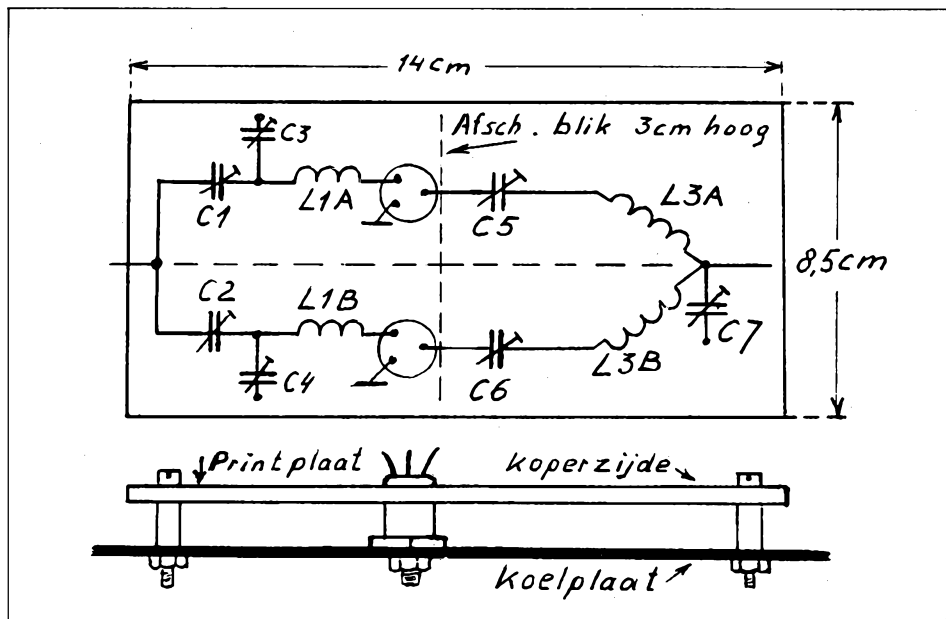 14cm
Afsch. blik 3cm hoog
C3
C1
L1A
C5
L3A
8,5cm
C2
L1B
C4
C6
L3B
C7
Printplaat
koperzijde
koelplaat